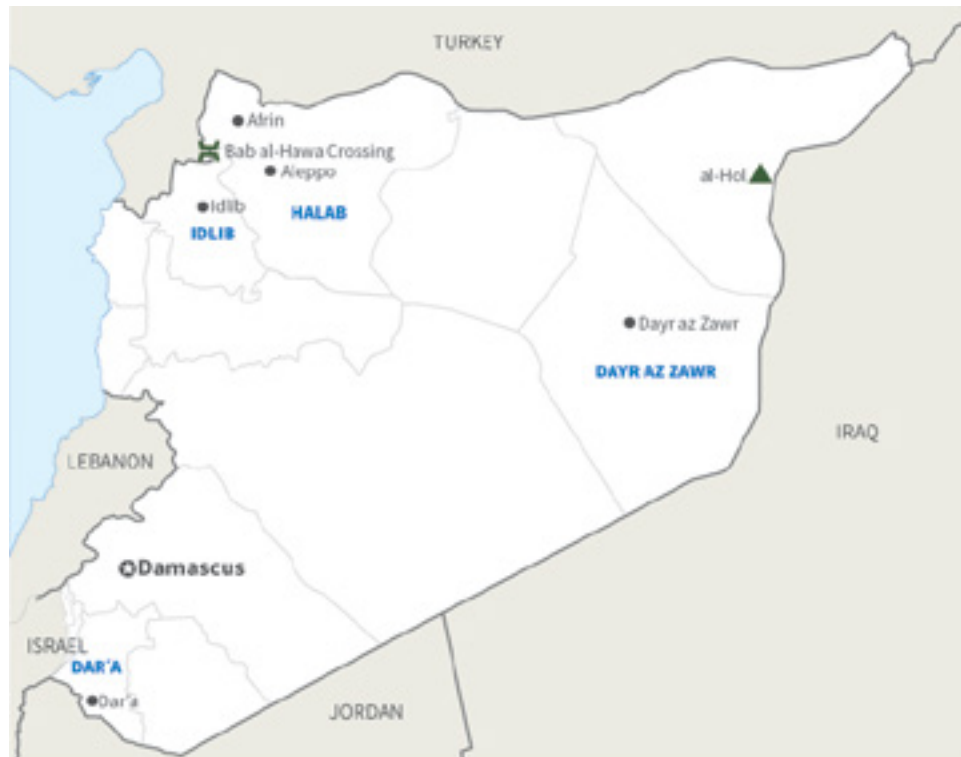 TURKEY
Afrin
Bab al-Hawa Crossing
Aleppo
al-Hol
Idlib
HALAB
IDLIB
Dayr az Zawr
DAYR AZ ZAWR
IRAQ
LEBANON
Damascus
ISRAEL
DAR'A
Dar'a
JORDAN